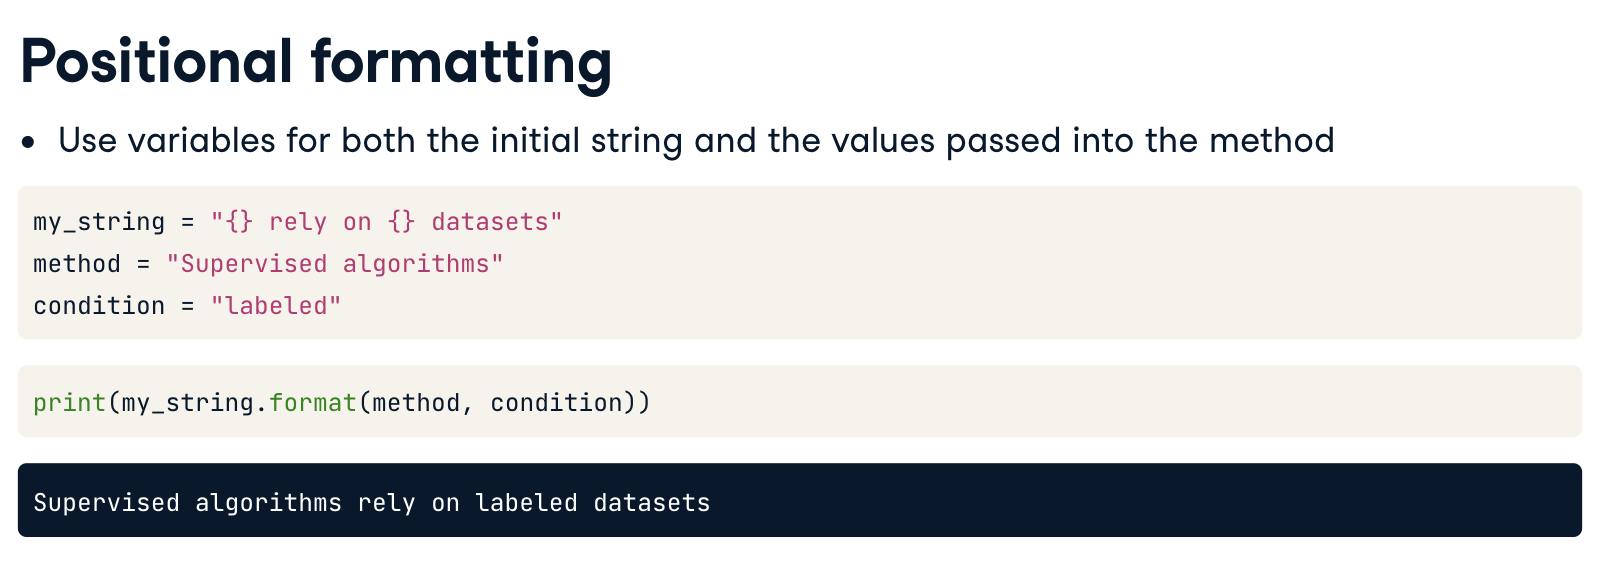 Positional formatting
• Use variables for both the initial string and the values passed into the method
my_string = "{} rely on {} datasets"
method = "Supervised algorithms"
condition = "labeled"
print(my_string.format(method, condition))
Supervised algorithms rely on labeled datasets